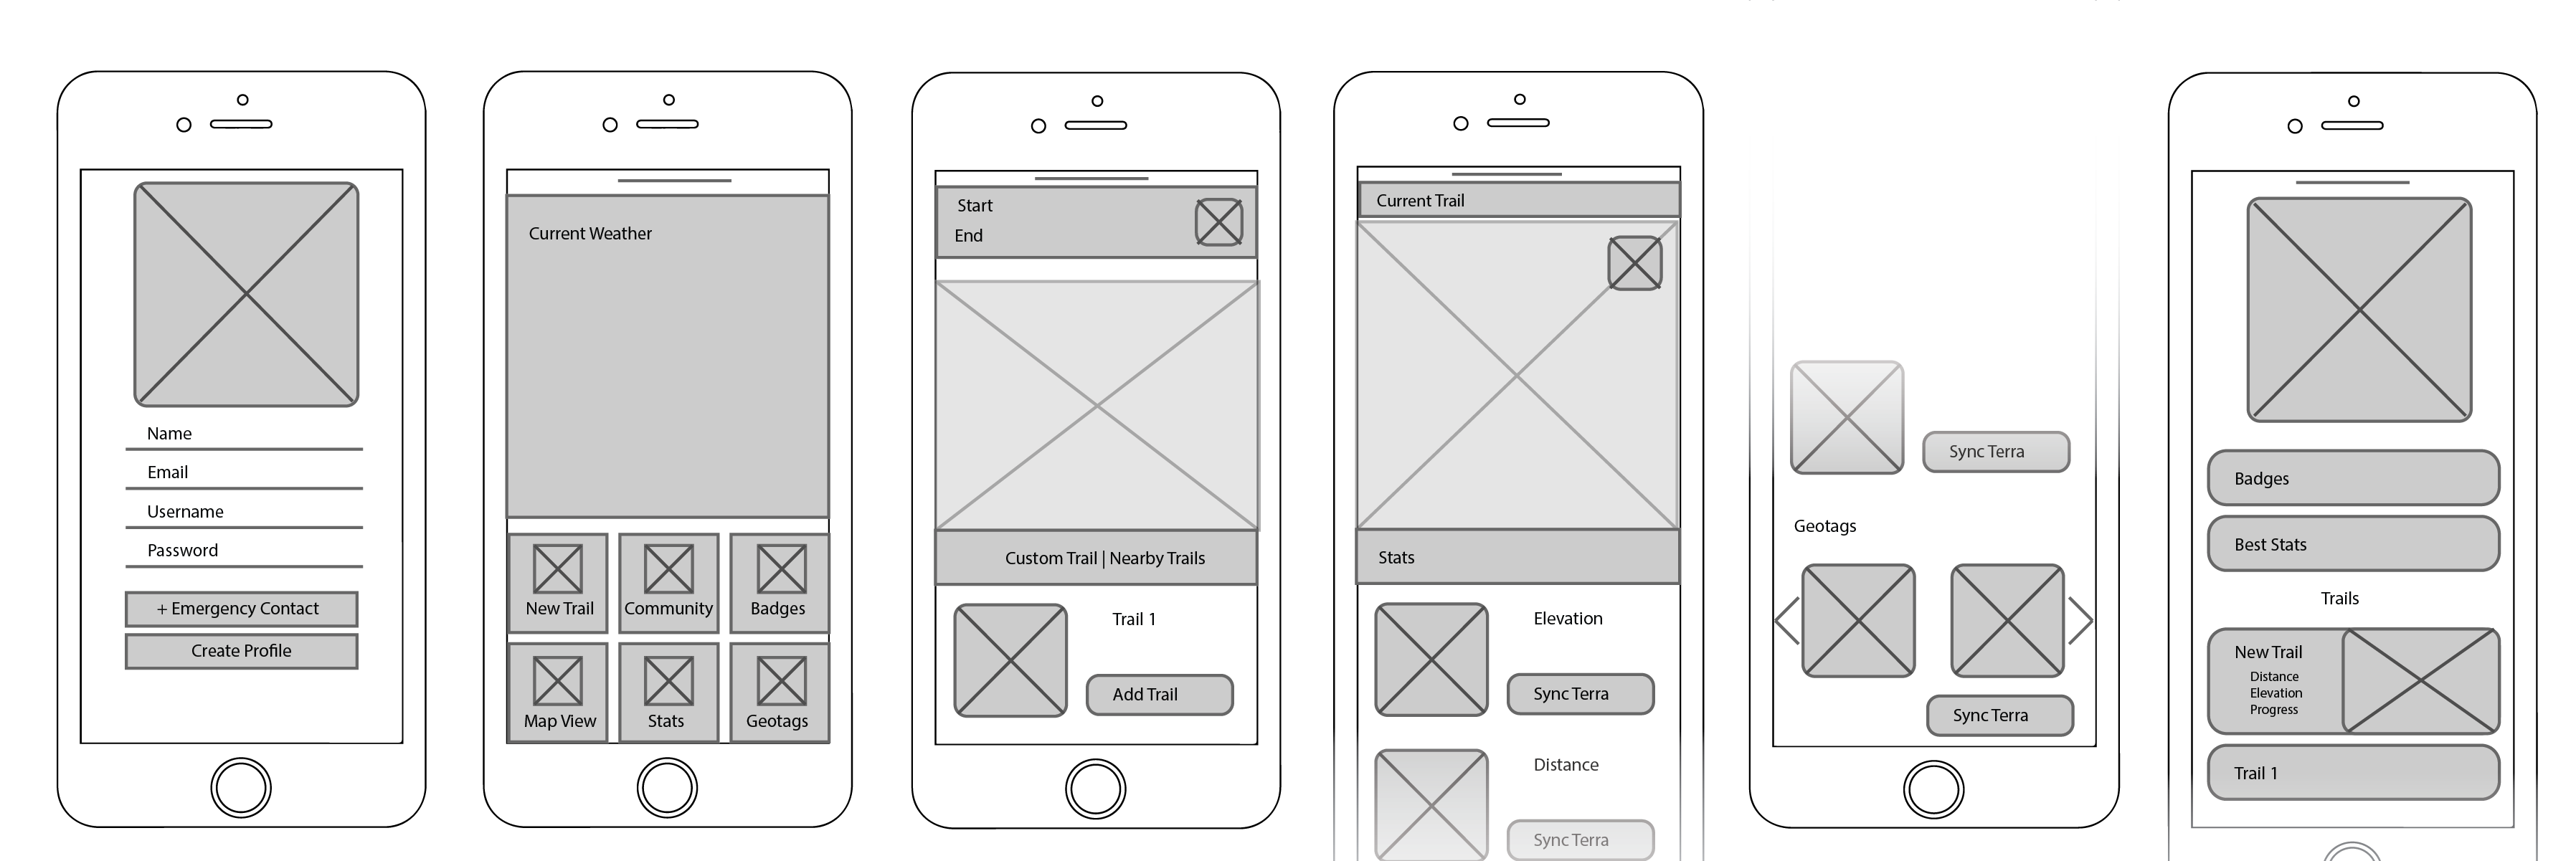 Name
Email
Username
Password
+ Emergency Contact
Create Profile
Current Weather
New Trail
Community
Badges
Map View
Stats
Geotags
Start
End
Custom Trail | Nearby Trails
Trail 1
Add Trail
Current Trail
Stats
Elevation
Sync Terra
Distance
Sync Terra
Sync Terra
Geotags
Sync Terra
Badges
Best Stats
Trails
New Trail
Distance
Elevation
Progress
Trail 1